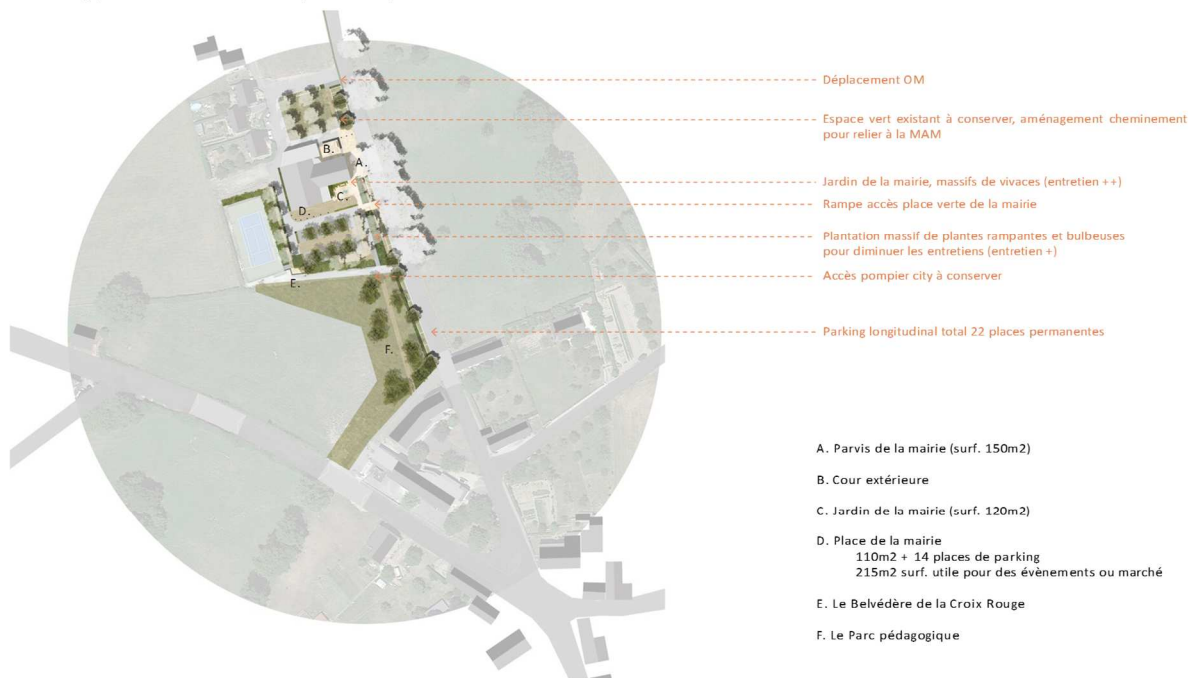 Déplacement OM
Espace vert existant à conserver, aménagement cheminement
pour relier à la MAM
Jardin de la mairie, massifs de vivaces (entretien ++)
Rampe accès place verte de la mairie
Plantation massif de plantes rampantes et bulbeuses
pour diminuer les entretiens (entretien +)
Accès pompier city à conserver
Parking longitudinal total 22 places permanentes
B.
A.
C.
D.
E.
F.
A. Parvis de la mairie (surf. 150m2)
B. Cour extérieure
C. Jardin de la mairie (surf. 120m2)
D. Place de la mairie
110m2 + 14 places de parking
215m2 surf. utile pour des évènements ou marché
E. Le Belvédère de la Croix Rouge
F. Le Parc pédagogique